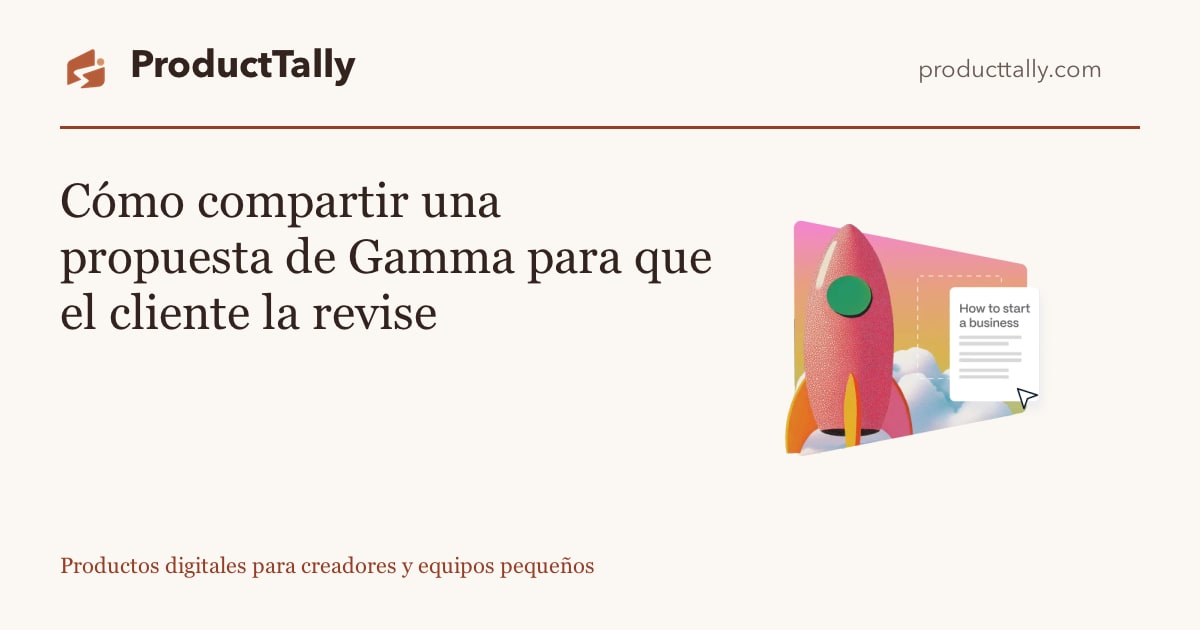 ProductTally
producttally.com
Cómo compartir una
propuesta de Gamma para que
el cliente la revise
How to start
a business
Productos digitales para creadores y equipos pequeños